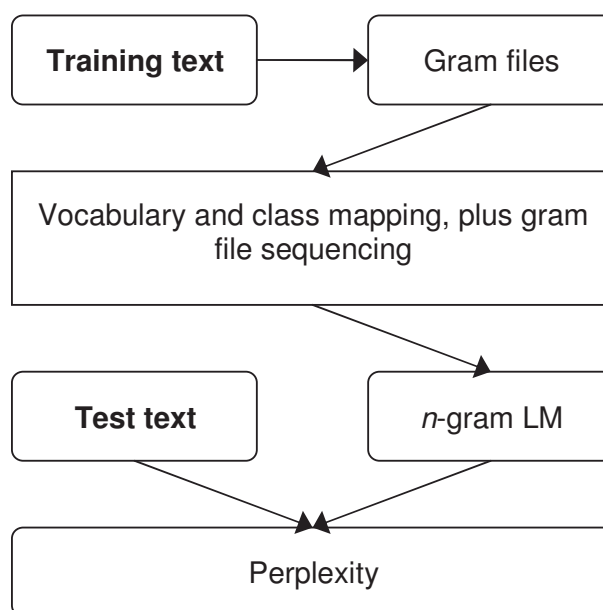 Training text
Gram files
Vocabulary and class mapping, plus gram
file sequencing
Test text
n-gram LM
Perplexity